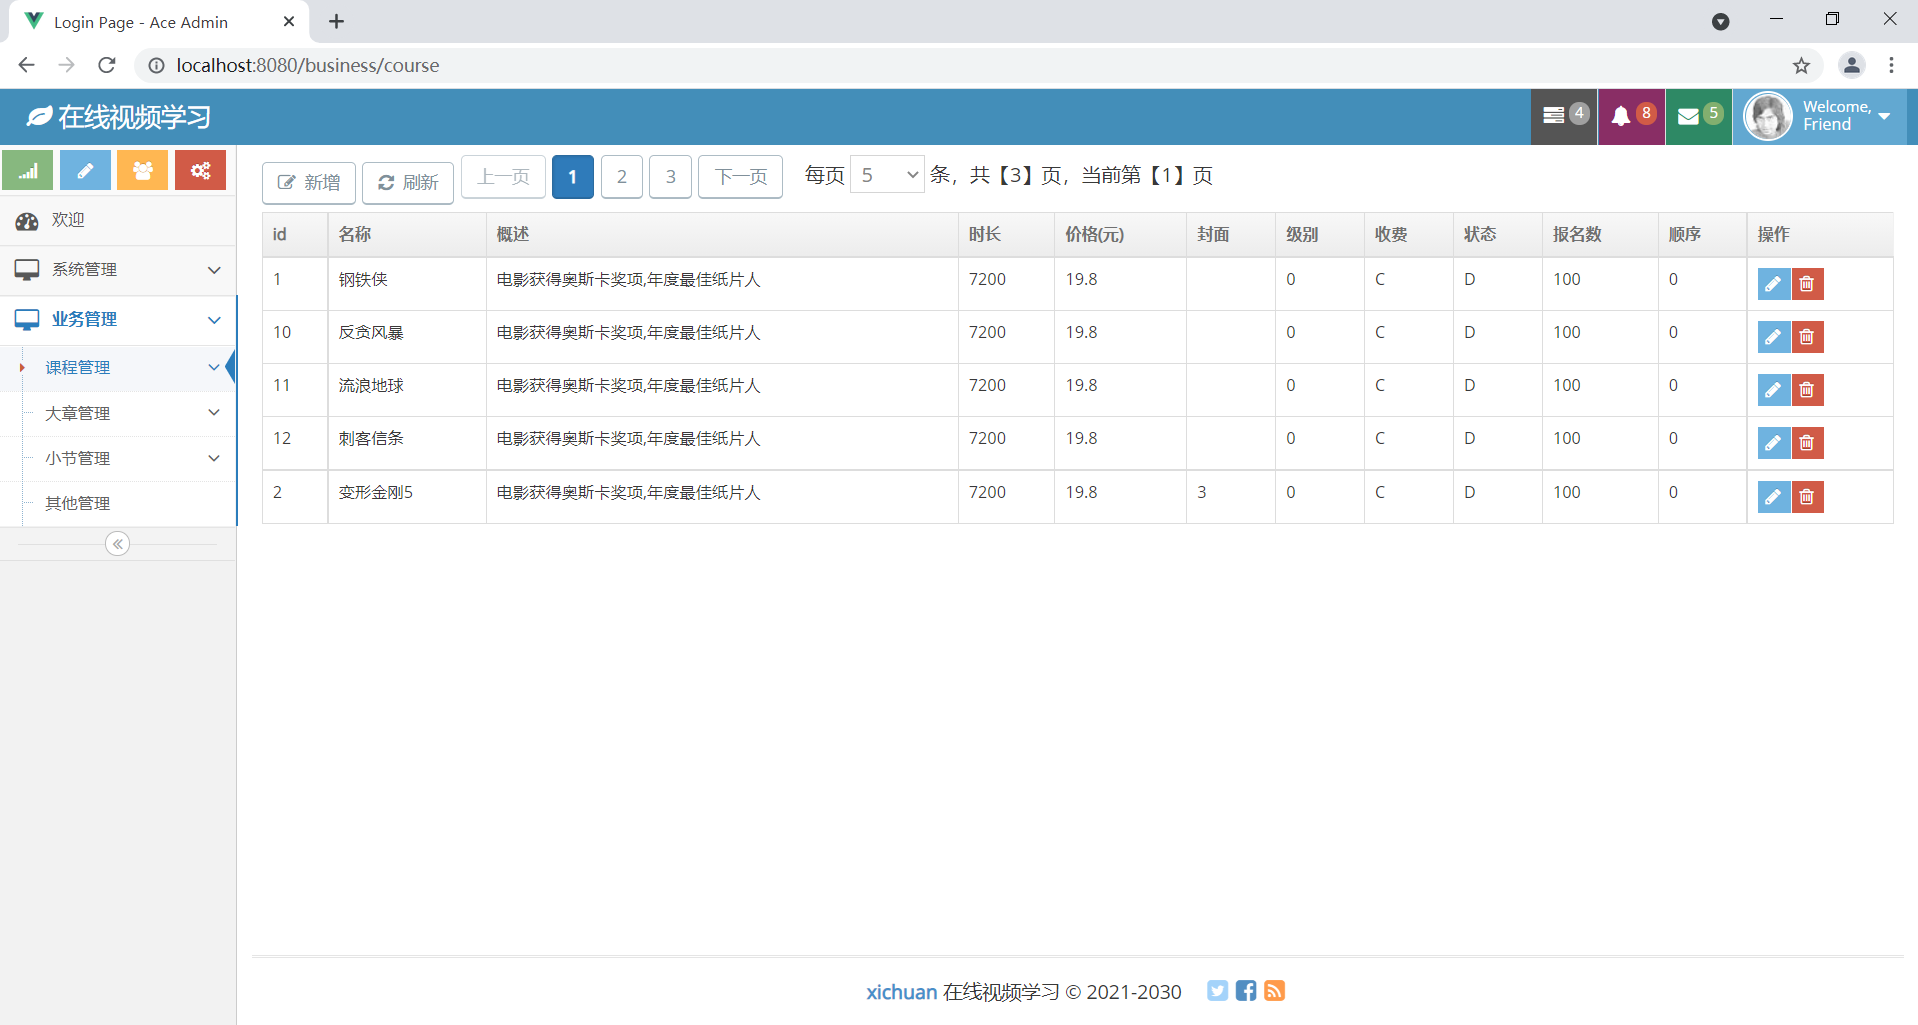 Login Page - Ace Admin
localhost:8080/business/course
在线视频学习
4
8
5
Welcome,
Friend
欢迎
系统管理
业务管理
课程管理
大章管理
小节管理
其他管理
新增 刷新 上一页 1 2 3 下一页 每页 5 条，共【3】页，当前第【1】页
id 名称 概述 时长 价格(元) 封面 级别 收费 状态 报名数 顺序 操作
1 钢铁侠 电影获得奥斯卡奖项,年度最佳纸片人 7200 19.8 0 C D 100 0
10 反贪风暴 电影获得奥斯卡奖项,年度最佳纸片人 7200 19.8 0 C D 100 0
11 流浪地球 电影获得奥斯卡奖项,年度最佳纸片人 7200 19.8 0 C D 100 0
12 刺客信条 电影获得奥斯卡奖项,年度最佳纸片人 7200 19.8 0 C D 100 0
2 变形金刚5 电影获得奥斯卡奖项,年度最佳纸片人 7200 19.8 3 0 C D 100 0
xichuan 在线视频学习 © 2021-2030